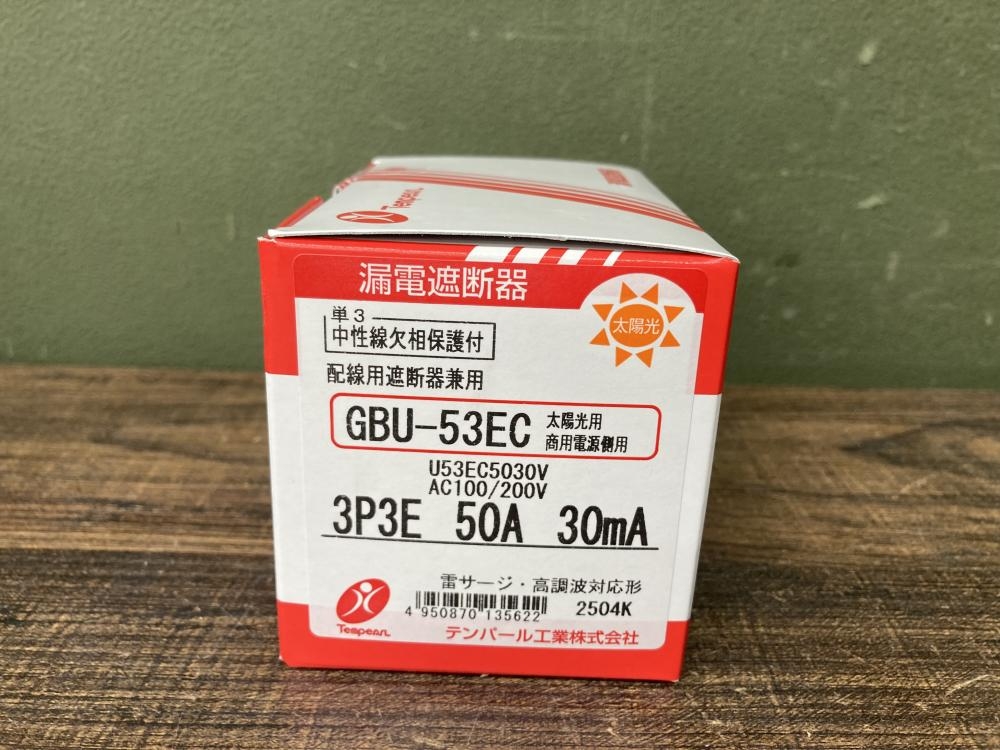 Tempearl
漏電遮断器
太陽光
単3
中性線欠相保護付
配線用遮断器兼用
GBU-53EC 太陽光用
商用電源側用
U53EC5030V
AC100/200V
3P3E 50A 30mA
雷サージ・高調波対応形
4 950870 135622 2504K
Tempearl テンパール工業株式会社